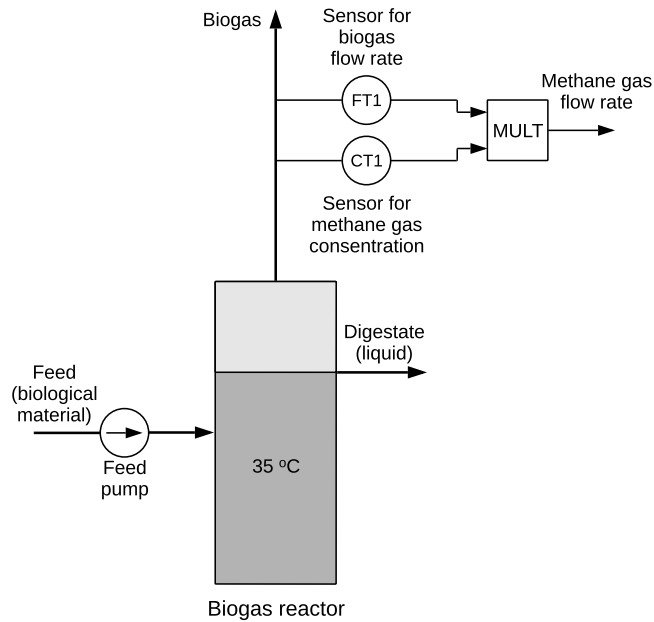 Biogas
Sensor for
biogas
flow rate
FT1
Methane gas
flow rate
MULT
CT1
Sensor for
methane gas
consentration
Digestate
(liquid)
Feed
(biological
material)
Feed
pump
35 ºC
Biogas reactor